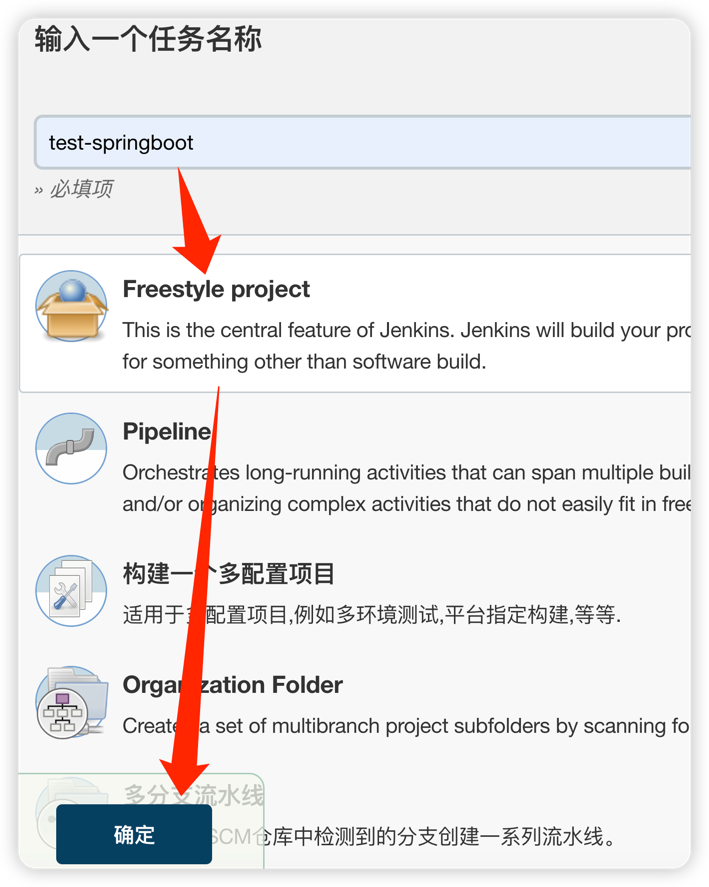 输入一个任务名称
test-springboot
» 必填项
Freestyle project
This is the central feature of Jenkins. Jenkins will build your pro
for something other than software build.
Pipeline
Orchestrates long-running activities that can span multiple buil
and/or organizing complex activities that do not easily fit in free
构建一个多配置项目
适用于多配置项目,例如多环境测试,平台指定构建,等等.
Organization Folder
Creates a set of multibranch project subfolders by scanning fo
多分支流水线
SCM仓库中检测到的分支创建一系列流水线。
确定